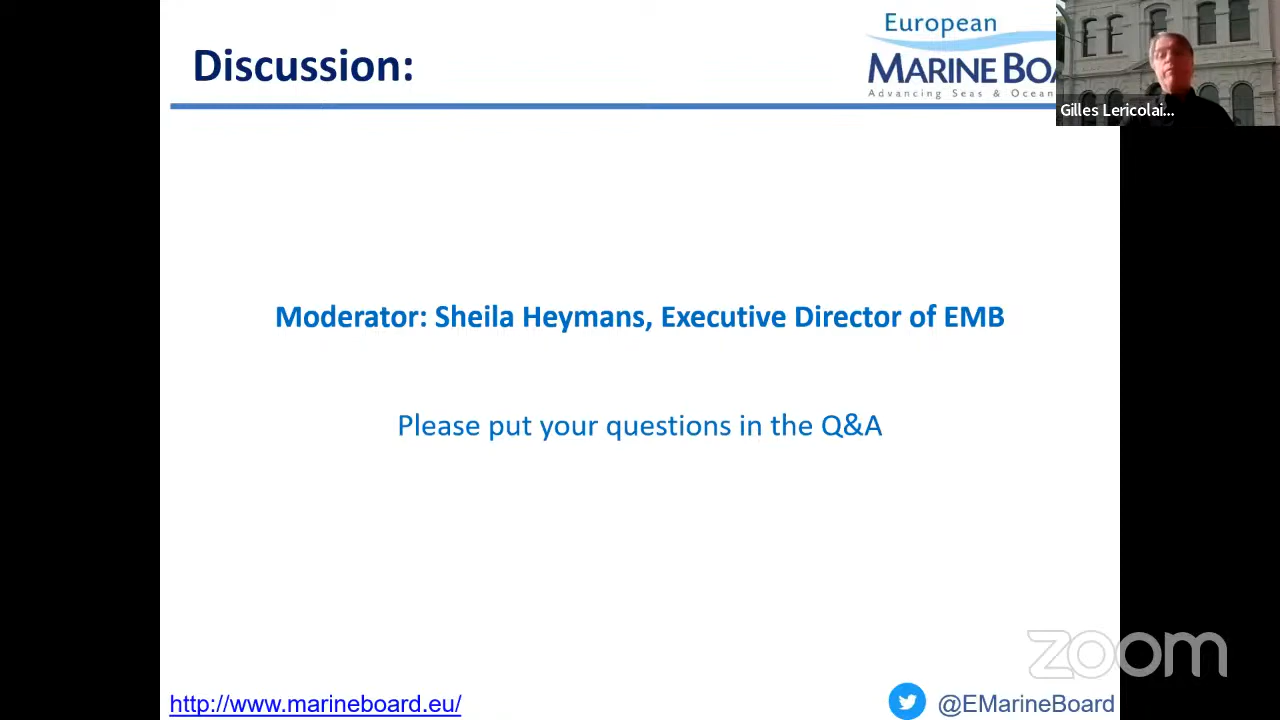 Discussion:
European
MARINE BOA
Advancing Seas & Ocean
Gilles Lericolai...
Moderator: Sheila Heymans, Executive Director of EMB
Please put your questions in the Q&A
zoom
http://www.marineboard.eu/
@EMarineBoard